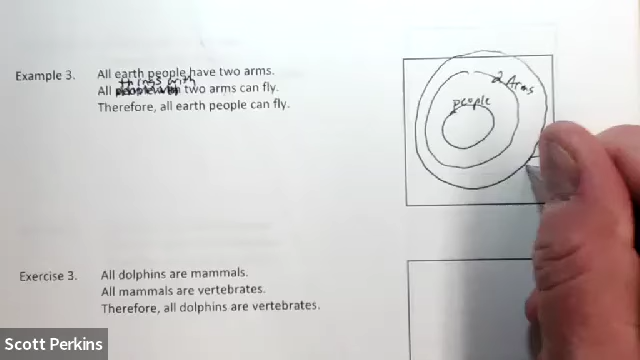 Example 3. All earth people have two arms.
things with
All two arms can fly.
Therefore, all earth people can fly.
2 Arms
people
Exercise 3. All dolphins are mammals.
All mammals are vertebrates.
Therefore, all dolphins are vertebrates.
Scott Perkins